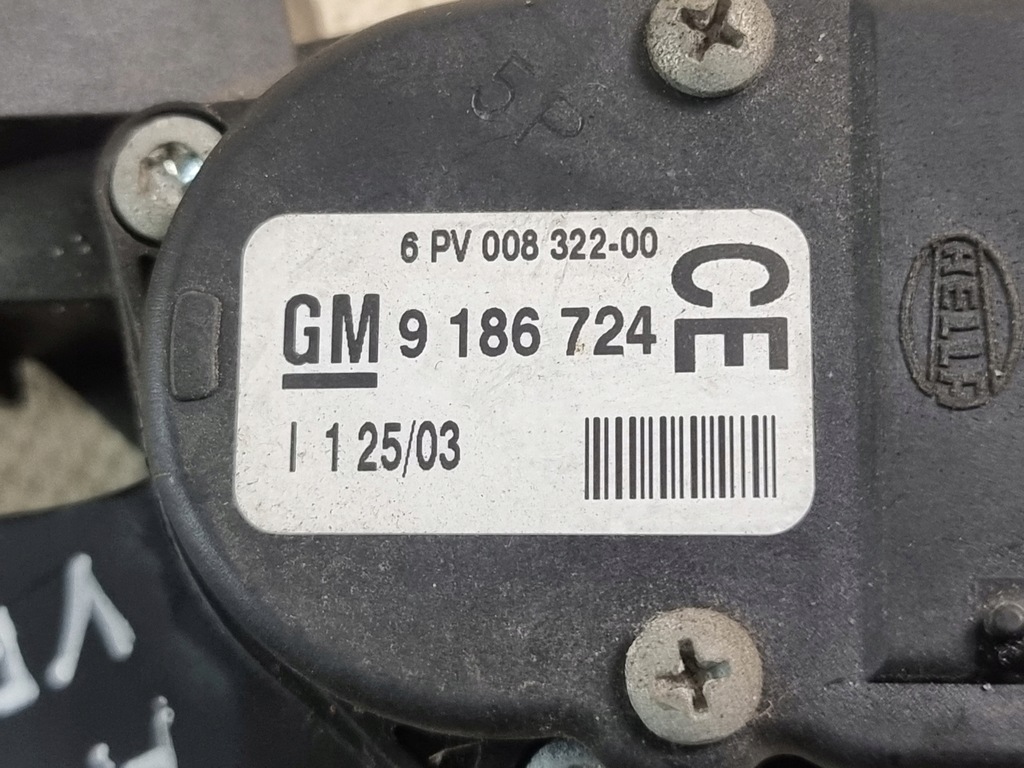 5P
6 PV 008 322-00
GM 9 186 724
CE
I 1 25/03
HELLA